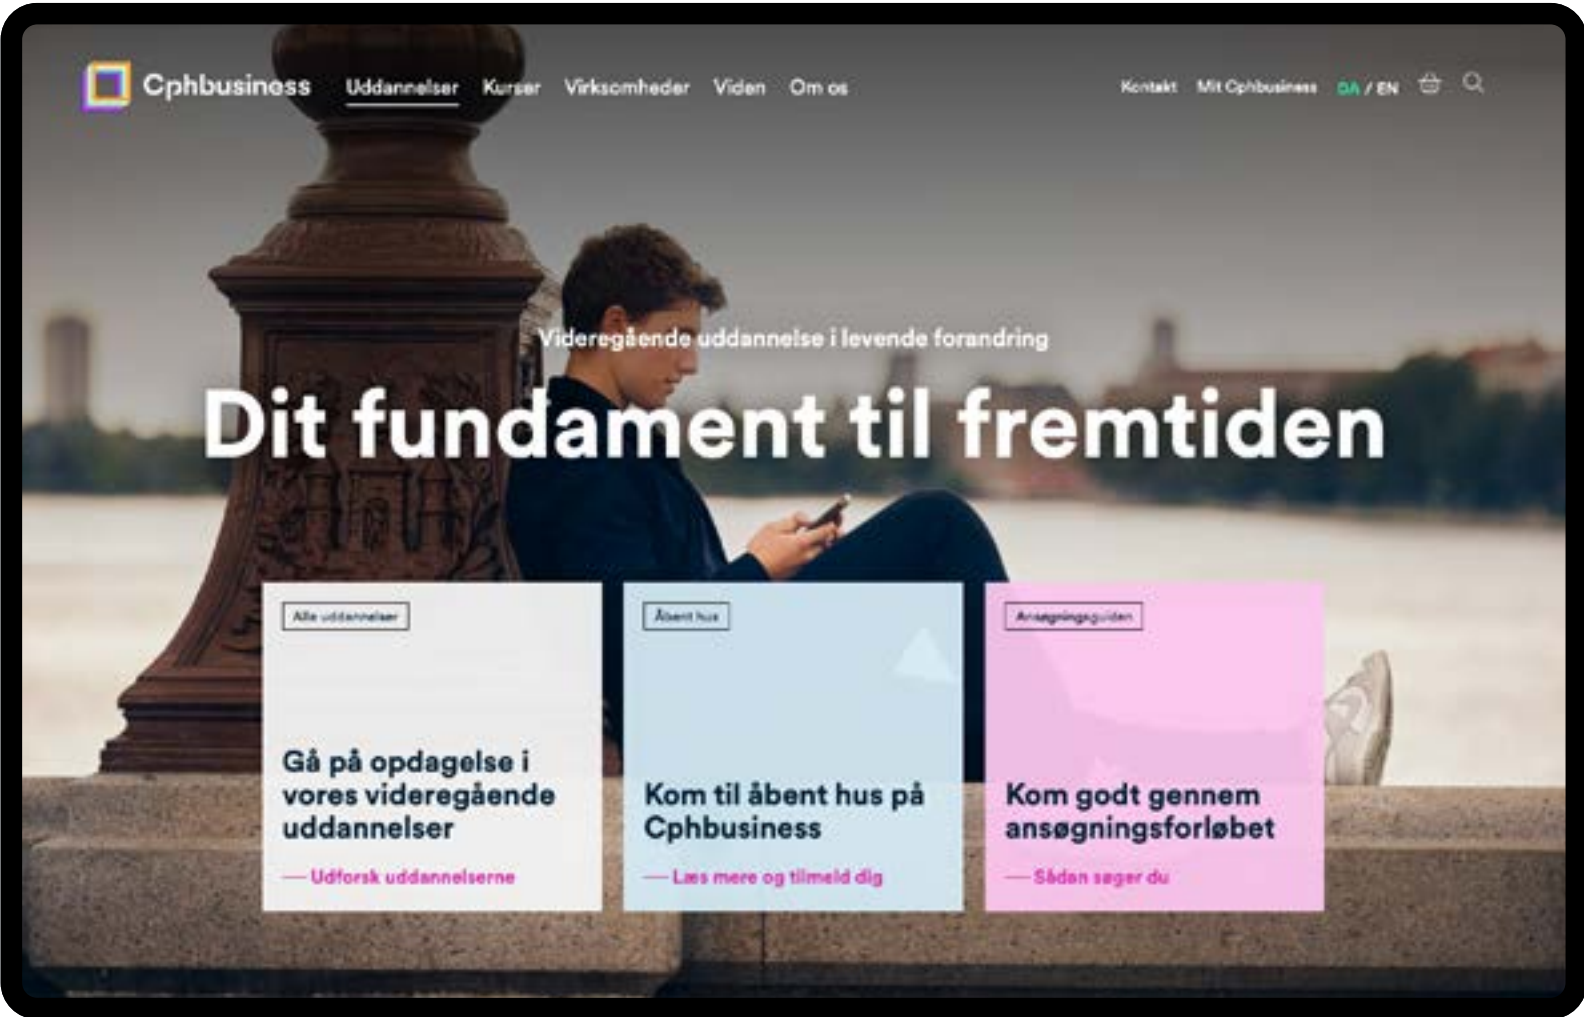 Cphbusiness
Uddannelser Kurser Virksomheder Viden Om os
Kontakt Mit Cphbusiness DA / EN
Videregående uddannelse i levende forandring
Dit fundament til fremtiden
Alle uddannelser
Gå på opdagelse i
vores videregående
uddannelser
— Udforsk uddannelserne
Åbent hus
Kom til åbent hus på
Cphbusiness
— Læs mere og tilmeld dig
Ansøgningsguiden
Kom godt gennem
ansøgningsforløbet
— Sådan søger du